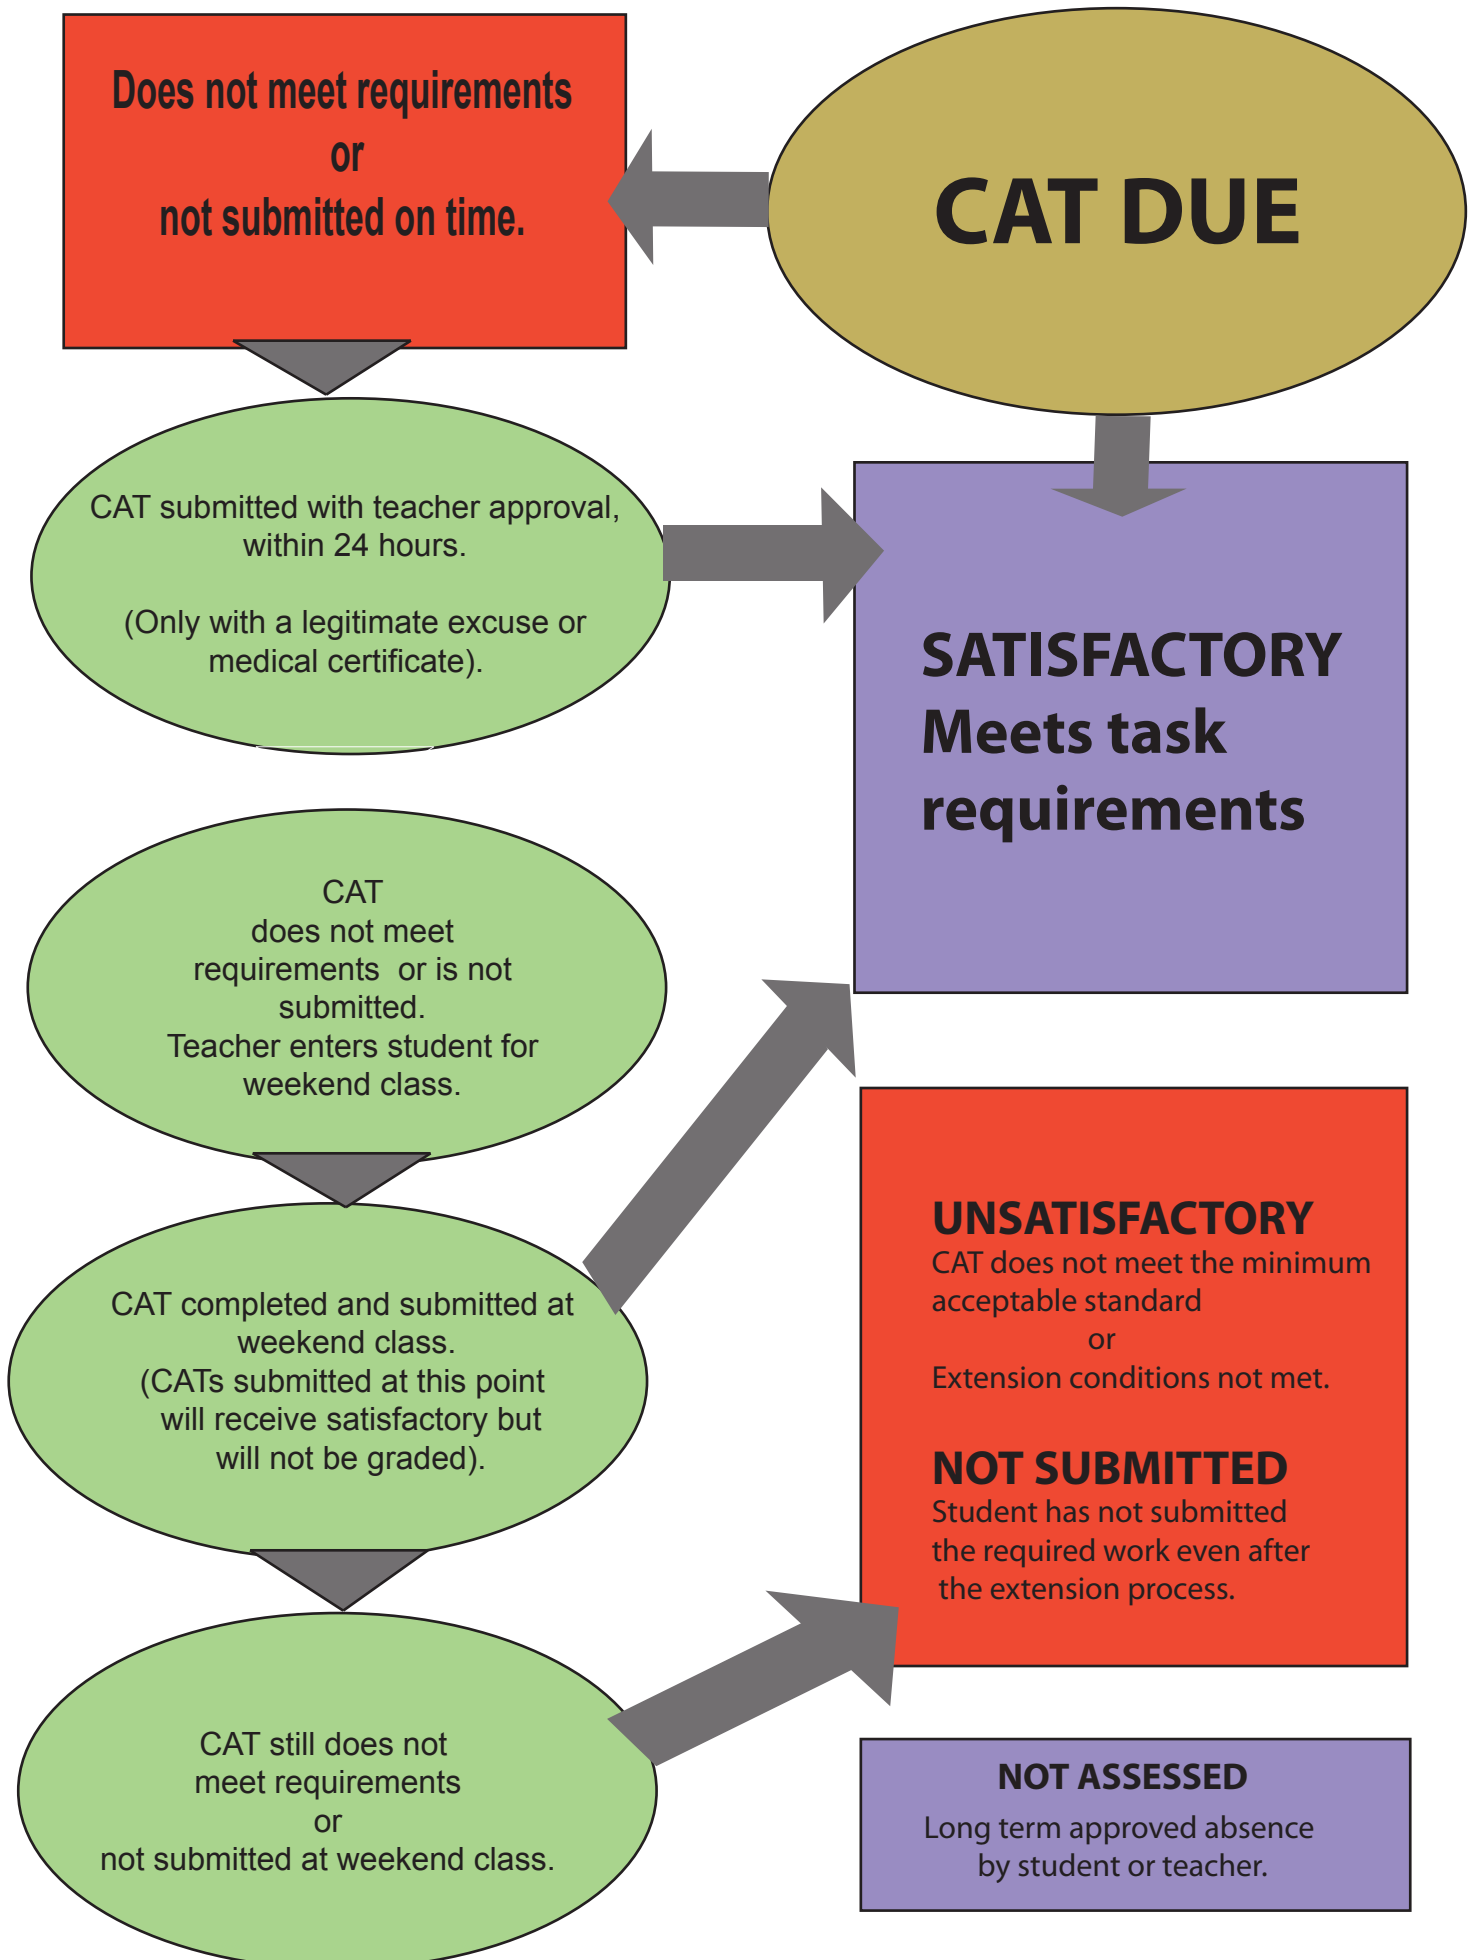 Does not meet requirements
or
not submitted on time.
CAT DUE
CAT submitted with teacher approval,
within 24 hours.
(Only with a legitimate excuse or
medical certificate).
SATISFACTORY
Meets task
requirements
CAT
does not meet
requirements  or is not
submitted.
Teacher enters student for
weekend class.
CAT completed and submitted at
weekend class.
(CATs submitted at this point
will receive satisfactory but
will not be graded).
UNSATISFACTORY
CAT does not meet the minimum
acceptable standard
or
Extension conditions not met.
NOT SUBMITTED
Student has not submitted
the required work even after
the extension process.
CAT still does not
meet requirements
or
not submitted at weekend class.
NOT ASSESSED
Long term approved absence
by student or teacher.